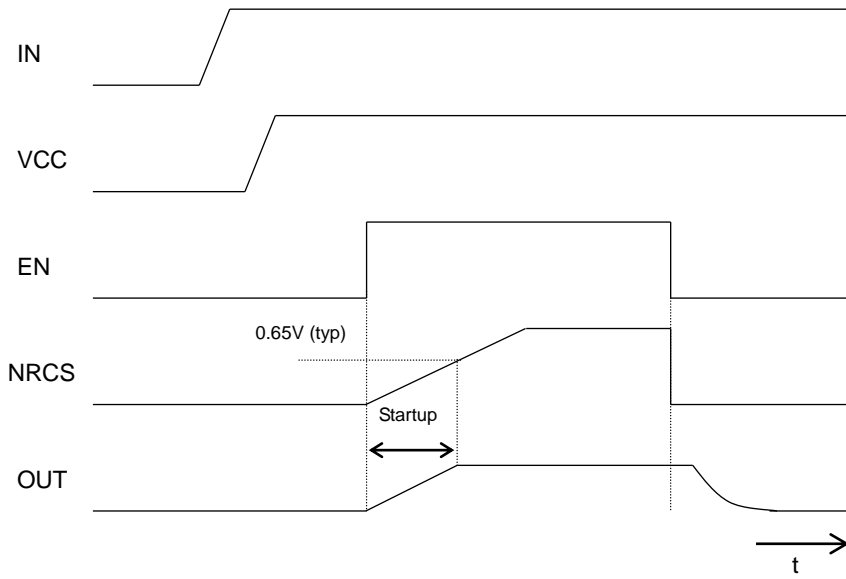 IN
VCC
EN
0.65V (typ)
NRCS
Startup
OUT
t